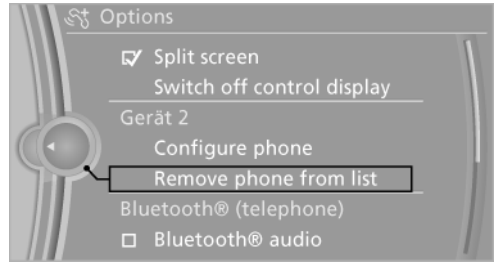 Options
Split screen
Switch off control display
Gerät 2
Configure phone
Remove phone from list
Bluetooth® (telephone)
Bluetooth® audio